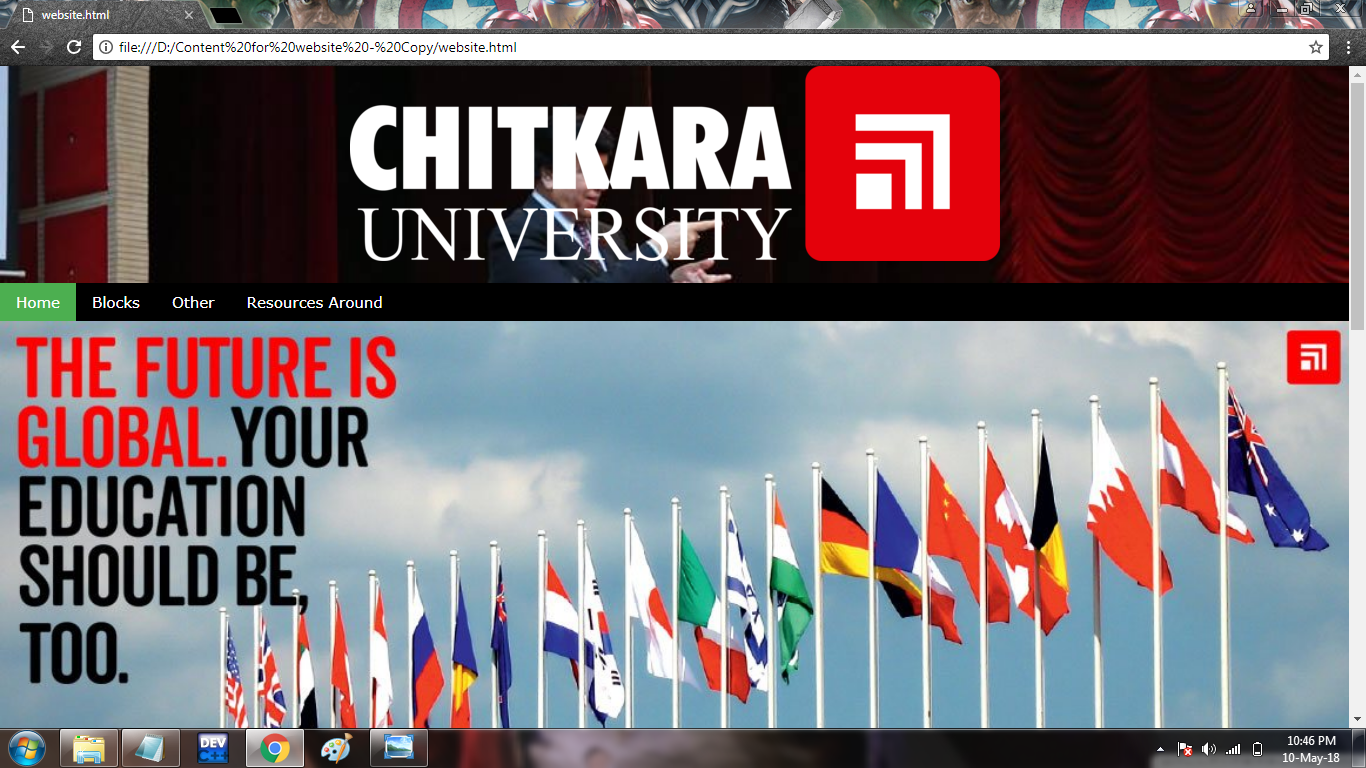 website.html
file:///D:/Content%20for%20website%20-%20Copy/website.html
CHITKARA
UNIVERSITY
Home Blocks Other Resources Around
THE FUTURE IS
GLOBAL. YOUR
EDUCATION
SHOULD BE,
TOO.
DEV
C++
10:46 PM
10-May-18